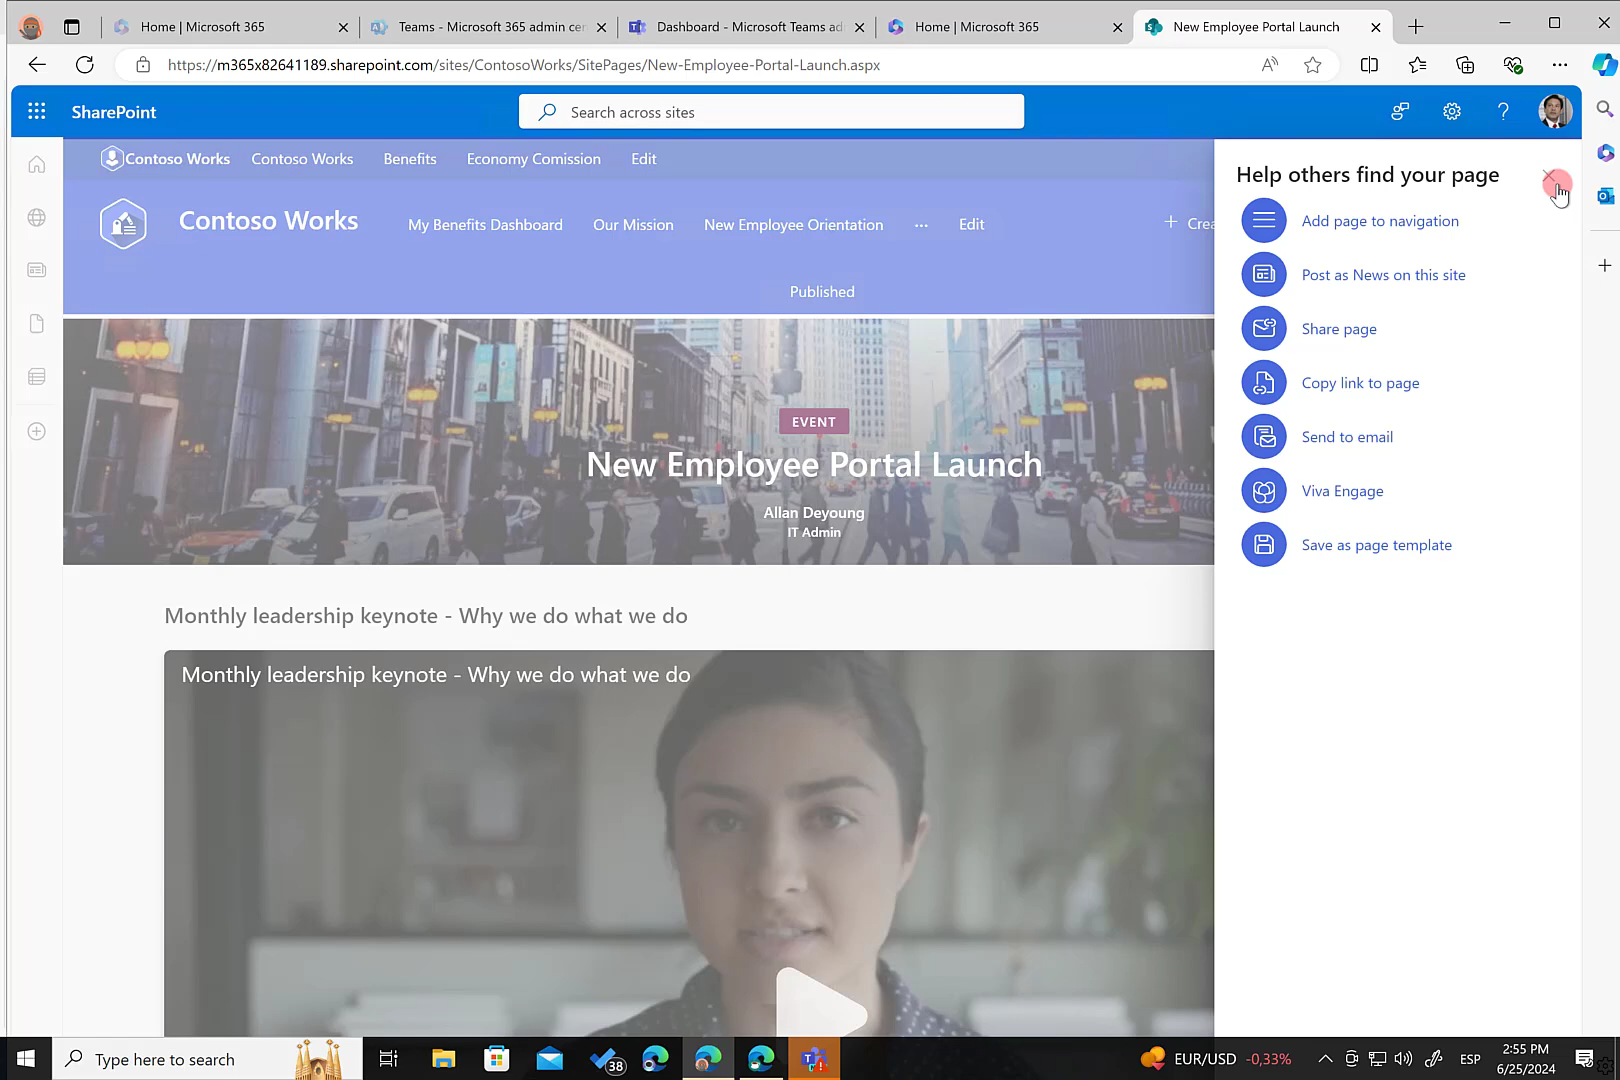 Home | Microsoft 365
Teams - Microsoft 365 admin cer
Dashboard - Microsoft Teams ad
Home | Microsoft 365
New Employee Portal Launch
https://m365x82641189.sharepoint.com/sites/ContosoWorks/SitePages/New-Employee-Portal-Launch.aspx
SharePoint
Search across sites
Contoso Works
Contoso Works
Benefits
Economy Comission
Edit
Contoso Works
My Benefits Dashboard
Our Mission
New Employee Orientation
...
Edit
+ Crea
Published
EVENT
New Employee Portal Launch
Allan Deyoung
IT Admin
Monthly leadership keynote - Why we do what we do
Monthly leadership keynote - Why we do what we do
Help others find your page
Add page to navigation
Post as News on this site
Share page
Copy link to page
Send to email
Viva Engage
Save as page template
Type here to search
38
EUR/USD -0,33%
ESP
2:55 PM
6/25/2024